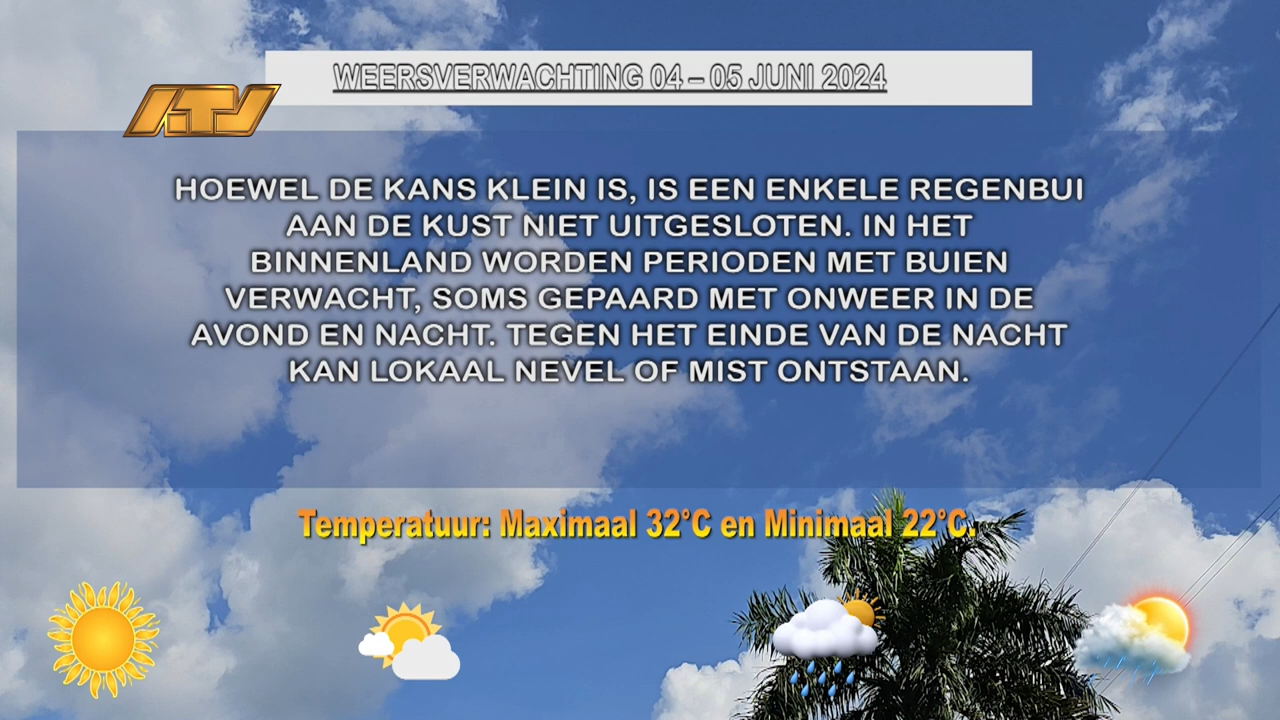 WEERSVERWACHTING 04 – 05 JUNI 2024
ATV
HOEWEL DE KANS KLEIN IS, IS EEN ENKELE REGENBUI
AAN DE KUST NIET UITGESLOTEN. IN HET
BINNENLAND WORDEN PERIODEN MET BUIEN
VERWACHT, SOMS GEPAARD MET ONWEER IN DE
AVOND EN NACHT. TEGEN HET EINDE VAN DE NACHT
KAN LOKAAL NEVEL OF MIST ONTSTAAN.
Temperatuur: Maximaal 32°C en Minimaal 22°C.